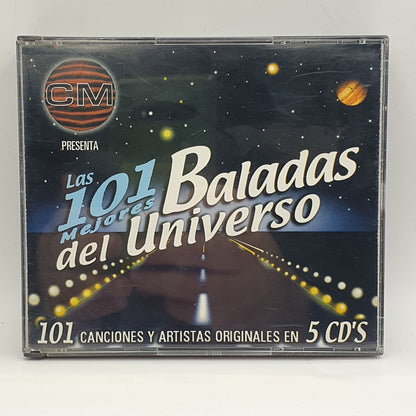 CM
PRESENTA
Las
101 Baladas
Mejores
del Universo
101 CANCIONES Y ARTISTAS ORIGINALES EN 5 CD'S